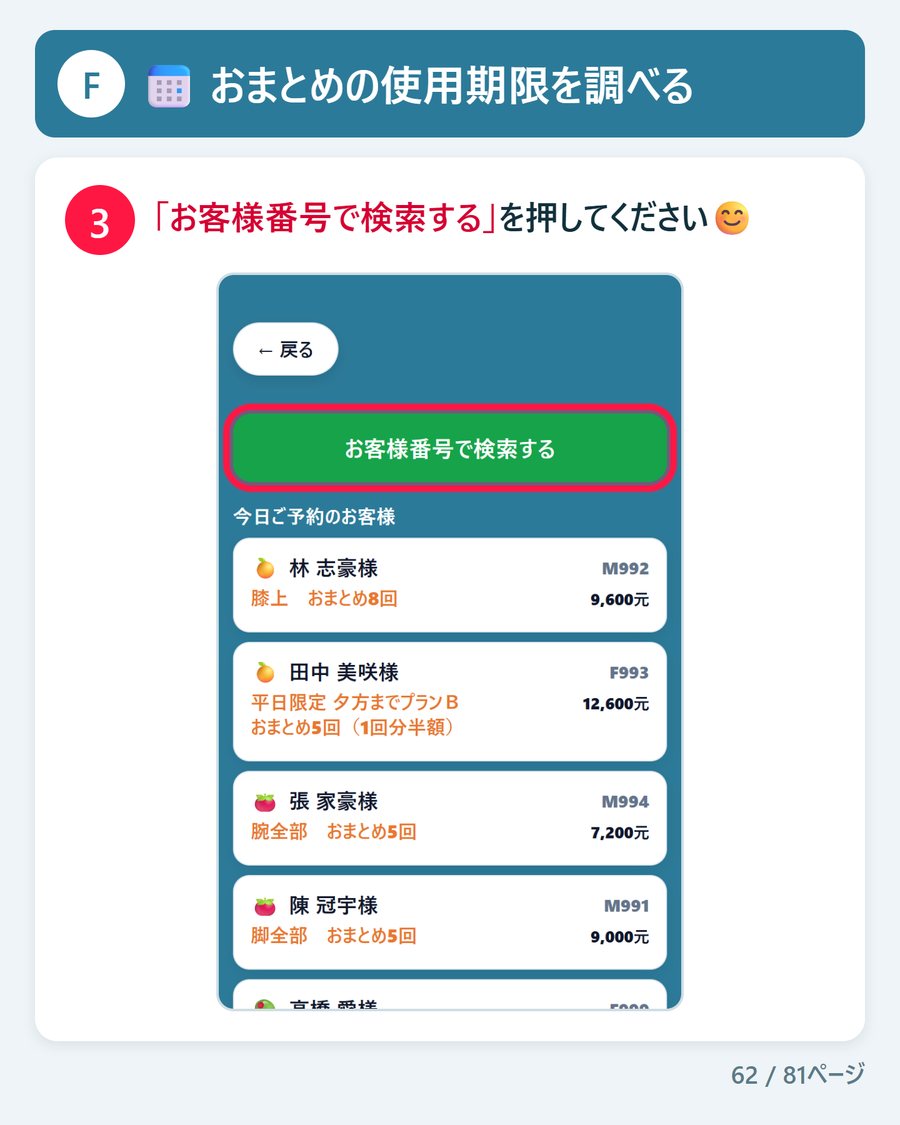 F
おまとめの使用期限を調べる
3
「お客様番号で検索する」を押してください
← 戻る
お客様番号で検索する
今日ご予約のお客様
林 志豪様 M992
膝上 おまとめ8回 9,600元
田中 美咲様 F993
平日限定 夕方までプランB 12,600元
おまとめ5回（1回分半額）
張 家豪様 M994
腕全部 おまとめ5回 7,200元
陳 冠宇様 M991
脚全部 おまとめ5回 9,000元
高橋 愛様
62 / 81ページ